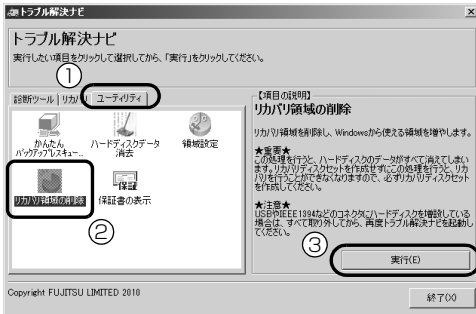 トラブル解決ナビ
トラブル解決ナビ
実行したい項目をクリックして選択してから、「実行」をクリックしてください。
①
診断ツール リカバリ ユーティリティ
かんたん
バックアップレスキュー...
ハードディスクデータ
消去
領域設定
リカバリ領域の削除
保証
保証書の表示
②
【項目の説明】
リカバリ領域の削除
リカバリ領域を削除し、Windowsから使える領域を増やします。
★重要★
この処理を行うと、ハードディスクのデータがすべて消えてしまい
ます。リカバリディスクセットを作成せずにこの処理を行うと、リカ
バリを行うことができなくなりますので、必ずリカバリディスクセット
を作成してください。
★注意★
USBやIEEE1394などのコネクタにハードディスクを増設している
場合は、すべて取り外してから、再度トラブル解決ナビを起動し
てください。
③
実行(E)
Copyright FUJITSU LIMITED 2010
終了(X)